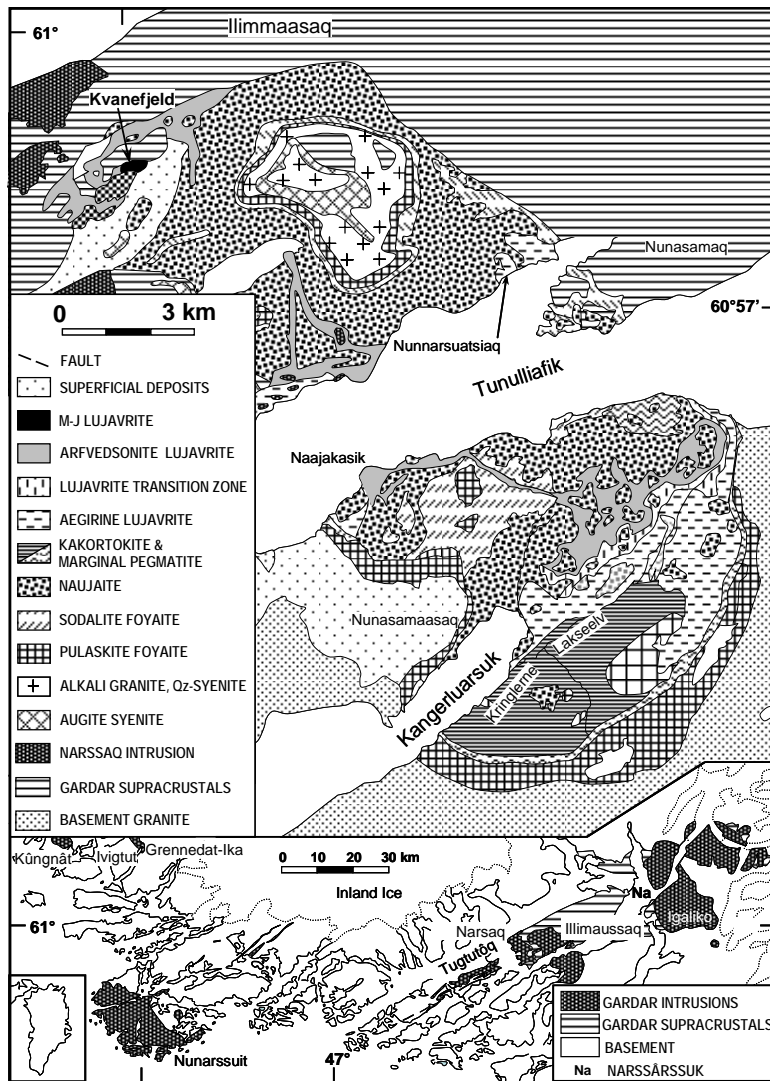 61°
Ilimmaasaq
Kvanefjeld
Nunasamaq
60°57'
Nunnarsuatsiaq
Tunulliafik
Naajakasik
Nunasamaasaq
Lakseelv
Kringlerne
Kangerluarsuk
0 3 km
FAULT
SUPERFICIAL DEPOSITS
M-J LUJAVRITE
ARFVEDSONITE LUJAVRITE
LUJAVRITE TRANSITION ZONE
AEGIRINE LUJAVRITE
KAKORTOKITE &
MARGINAL PEGMATITE
NAUJAITE
SODALITE FOYAITE
PULASKITE FOYAITE
ALKALI GRANITE, Qz-SYENITE
AUGITE SYENITE
NARSSAQ INTRUSION
GARDAR SUPRACRUSTALS
BASEMENT GRANITE
Kûngnât
Ivigtut
Grennedat-Ika
0 10 20 30 km
Inland Ice
Na
61°
Narsaq
Illimaussaq
Igaliko
Tugtutôq
Nunarssuit
47°
GARDAR INTRUSIONS
GARDAR SUPRACRUSTALS
BASEMENT
Na NARSSÂRSSUK